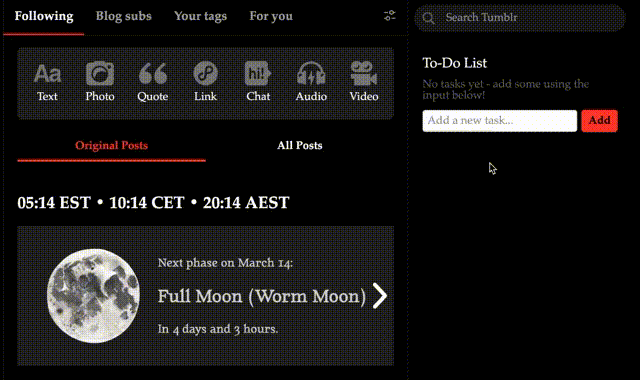 Following Blog subs Your tags For you
Search Tumblr
Aa
hi!
Text Photo Quote Link Chat Audio Video
Original Posts All Posts
05:14 EST • 10:14 CET • 20:14 AEST
Next phase on March 14:
Full Moon (Worm Moon)
In 4 days and 3 hours.
To-Do List
No tasks yet - add some using the
input below!
Add a new task... Add